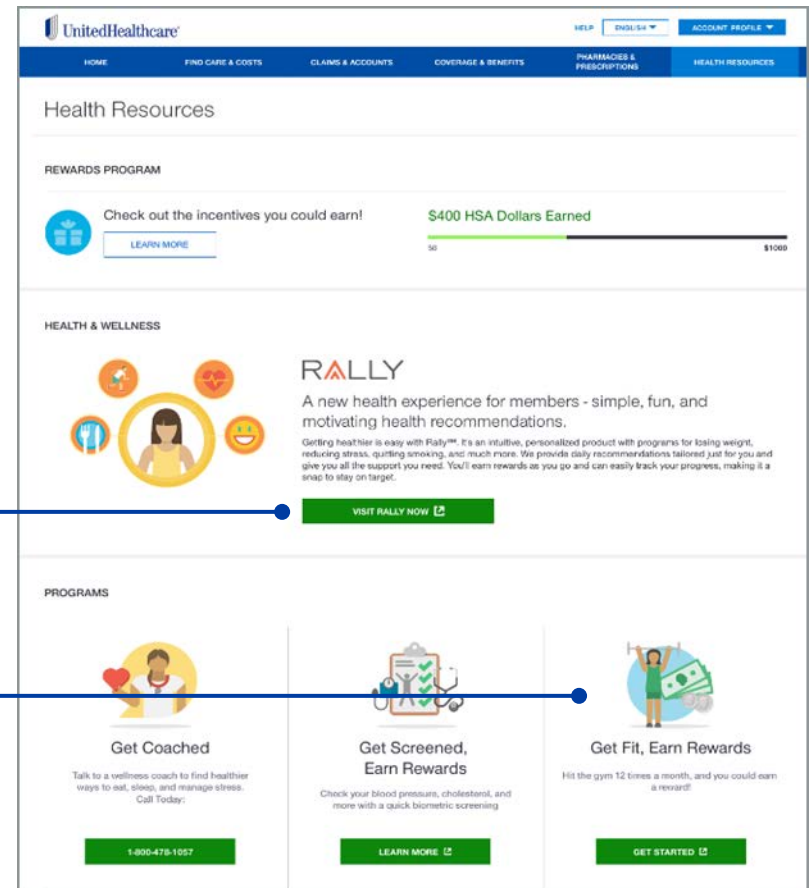 UnitedHealthcare®
HELP ENGLISH ACCOUNT PROFILE
HOME FIND CARE & COSTS CLAIMS & ACCOUNTS COVERAGE & BENEFITS PHARMACIES & PRESCRIPTIONS HEALTH RESOURCES
Health Resources
REWARDS PROGRAM
Check out the incentives you could earn!
LEARN MORE
$400 HSA Dollars Earned
$0 $1000
HEALTH & WELLNESS
RALLY
A new health experience for members - simple, fun, and
motivating health recommendations.
Getting healthier is easy with Rally℠. It's an intuitive, personalized product with programs for losing weight,
reducing stress, quitting smoking, and much more. We provide daily recommendations tailored just for you and
give you all the support you need. You'll earn rewards as you go and can easily track your progress, making it a
snap to stay on target.
VISIT RALLY NOW
PROGRAMS
Get Coached
Talk to a wellness coach to find healthier
ways to eat, sleep, and manage stress.
Call Today:
1-800-478-1057
Get Screened,
Earn Rewards
Check your blood pressure, cholesterol, and
more with a quick biometric screening
LEARN MORE
Get Fit, Earn Rewards
Hit the gym 12 times a month, and you could earn
a reward!
GET STARTED